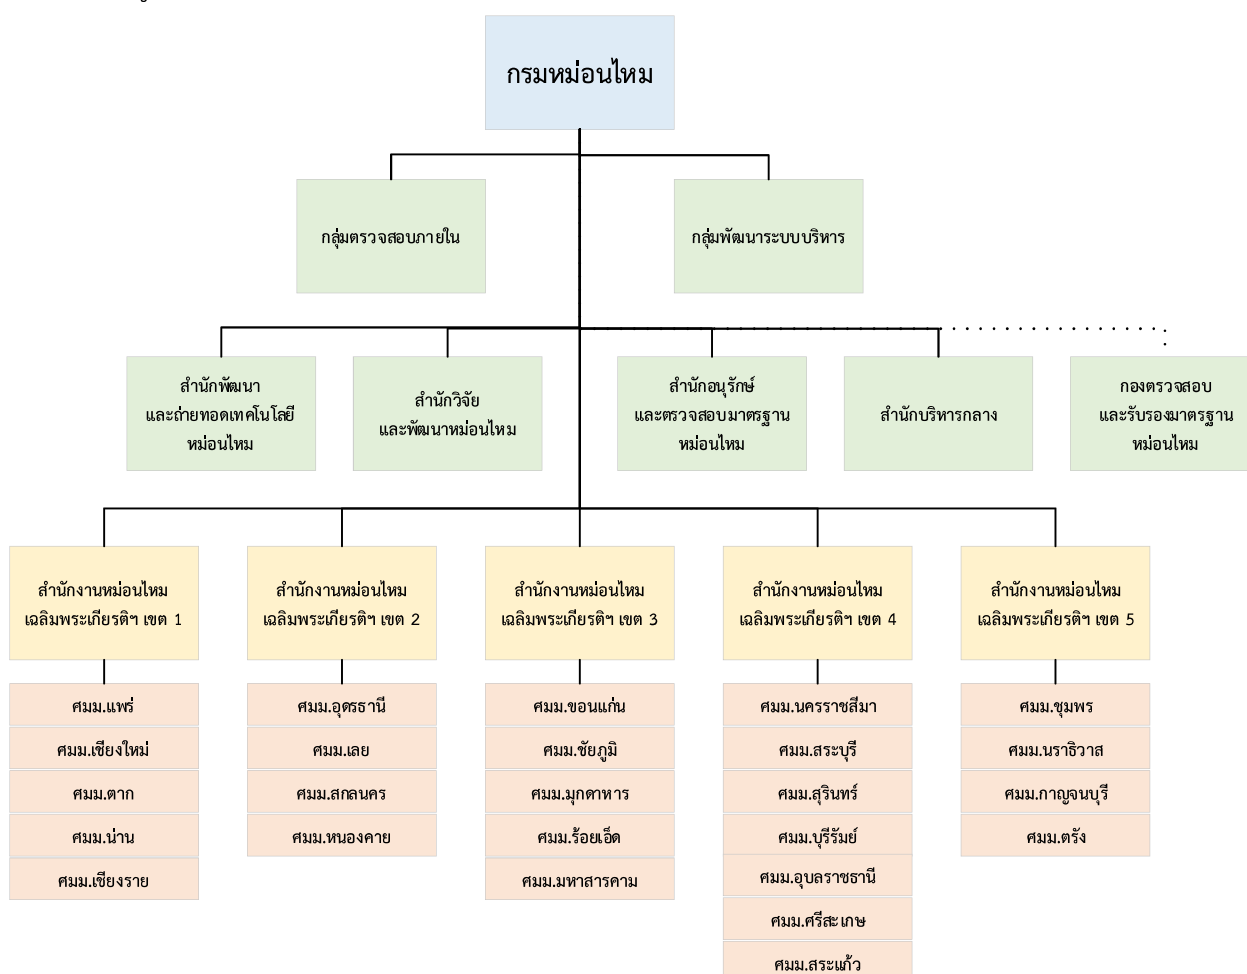 กรมหม่อนไหม
กลุ่มตรวจสอบภายใน
กลุ่มพัฒนาระบบบริหาร
สำนักพัฒนา
และถ่ายทอดเทคโนโลยี
หม่อนไหม
สำนักวิจัย
และพัฒนาหม่อนไหม
สำนักอนุรักษ์
และตรวจสอบมาตรฐาน
หม่อนไหม
สำนักบริหารกลาง
กองตรวจสอบ
และรับรองมาตรฐาน
หม่อนไหม
สำนักงานหม่อนไหม
เฉลิมพระเกียรติฯ เขต 1
ศมม.แพร่
ศมม.เชียงใหม่
ศมม.ตาก
ศมม.น่าน
ศมม.เชียงราย
สำนักงานหม่อนไหม
เฉลิมพระเกียรติฯ เขต 2
ศมม.อุดรธานี
ศมม.เลย
ศมม.สกลนคร
ศมม.หนองคาย
สำนักงานหม่อนไหม
เฉลิมพระเกียรติฯ เขต 3
ศมม.ขอนแก่น
ศมม.ชัยภูมิ
ศมม.มุกดาหาร
ศมม.ร้อยเอ็ด
ศมม.มหาสารคาม
สำนักงานหม่อนไหม
เฉลิมพระเกียรติฯ เขต 4
ศมม.นครราชสีมา
ศมม.สระบุรี
ศมม.สุรินทร์
ศมม.บุรีรัมย์
ศมม.อุบลราชธานี
ศมม.ศรีสะเกษ
ศมม.สระแก้ว
สำนักงานหม่อนไหม
เฉลิมพระเกียรติฯ เขต 5
ศมม.ชุมพร
ศมม.นราธิวาส
ศมม.กาญจนบุรี
ศมม.ตรัง